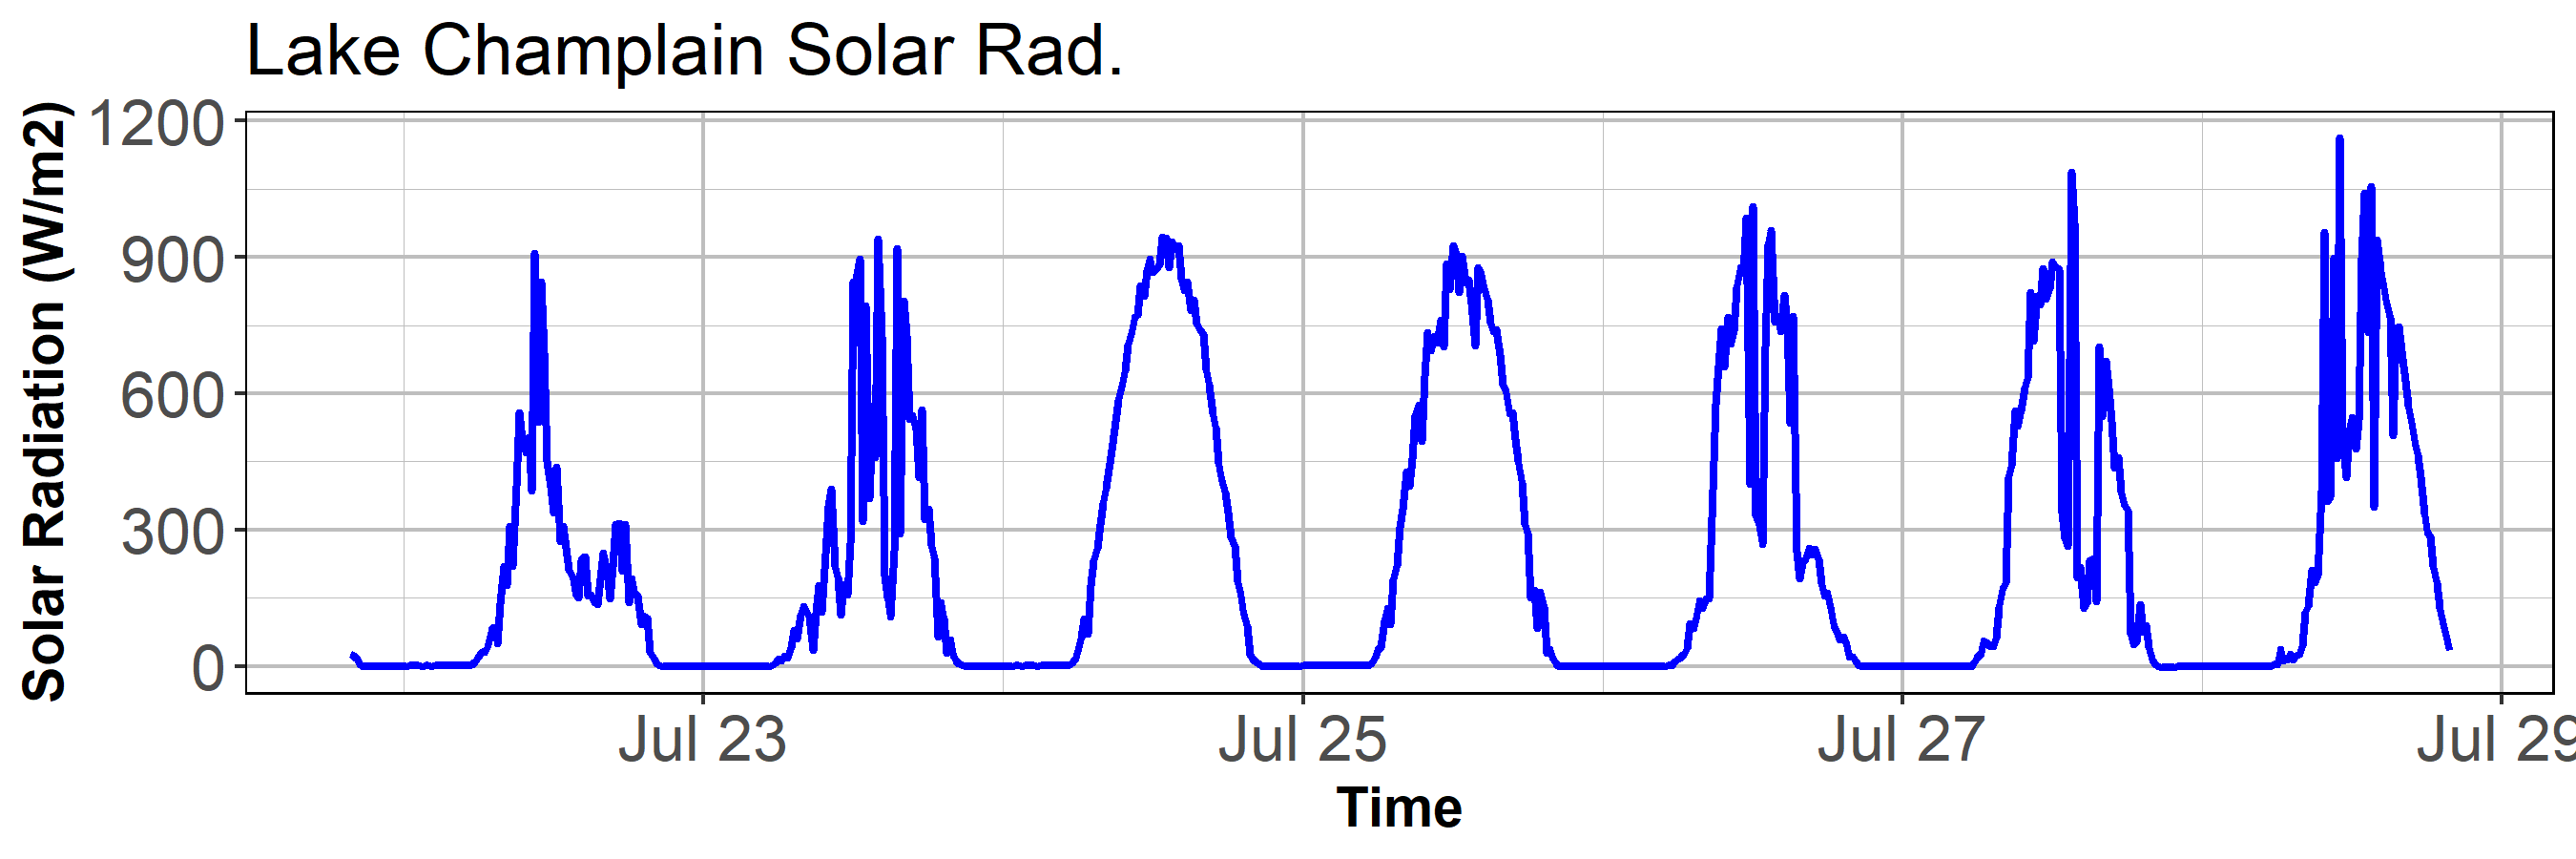 Lake Champlain Solar Rad.
Solar Radiation (W/m2)
1200
900
600
300
0
Jul 23
Jul 25
Jul 27
Jul 29
Time